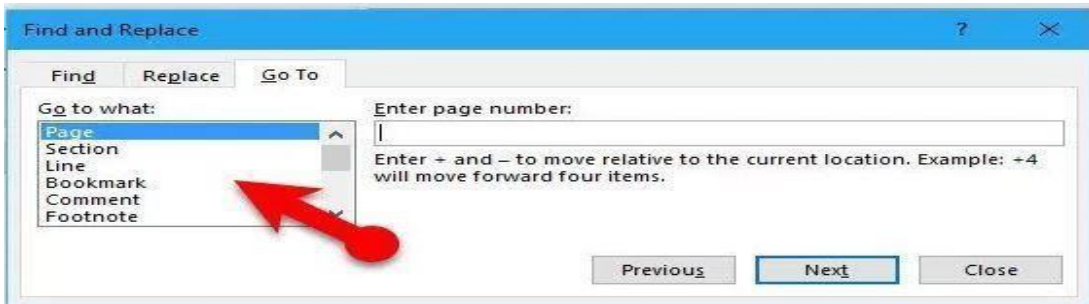 Find and Replace
?
Find
Replace
Go To
Go to what:
Page
Section
Line
Bookmark
Comment
Footnote
Enter page number:
Enter + and – to move relative to the current location. Example: +4
will move forward four items.
Previous
Next
Close